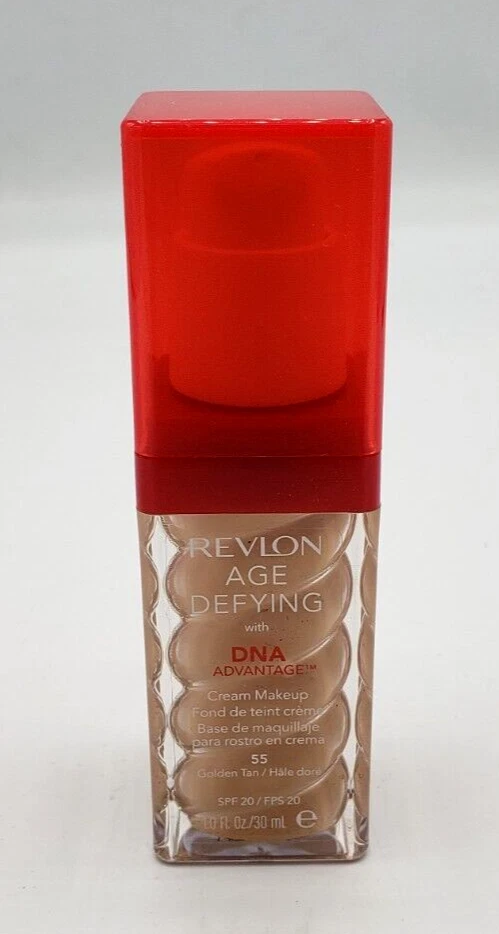 REVLON
AGE
DEFYING
with
DNA
ADVANTAGE™
Cream Makeup
Fond de teint crème
Base de maquillaje
para rostro en crema
55
Golden Tan / Hâle doré
SPF 20 / FPS 20
1.0 Fl. Oz./30 mL ℮